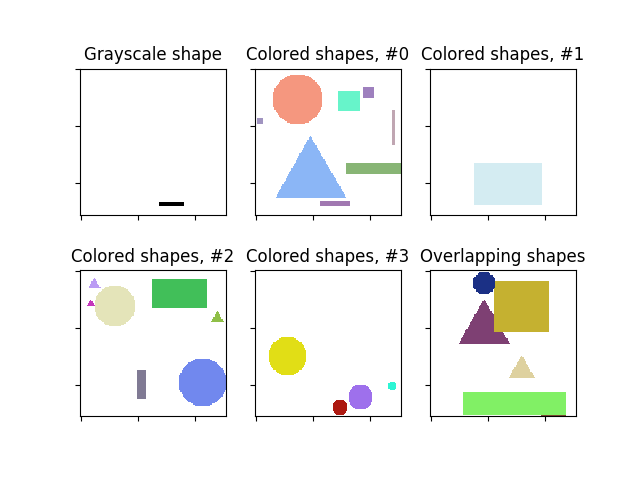 Grayscale shape
Colored shapes, #0
Colored shapes, #1
Colored shapes, #2
Colored shapes, #3
Overlapping shapes